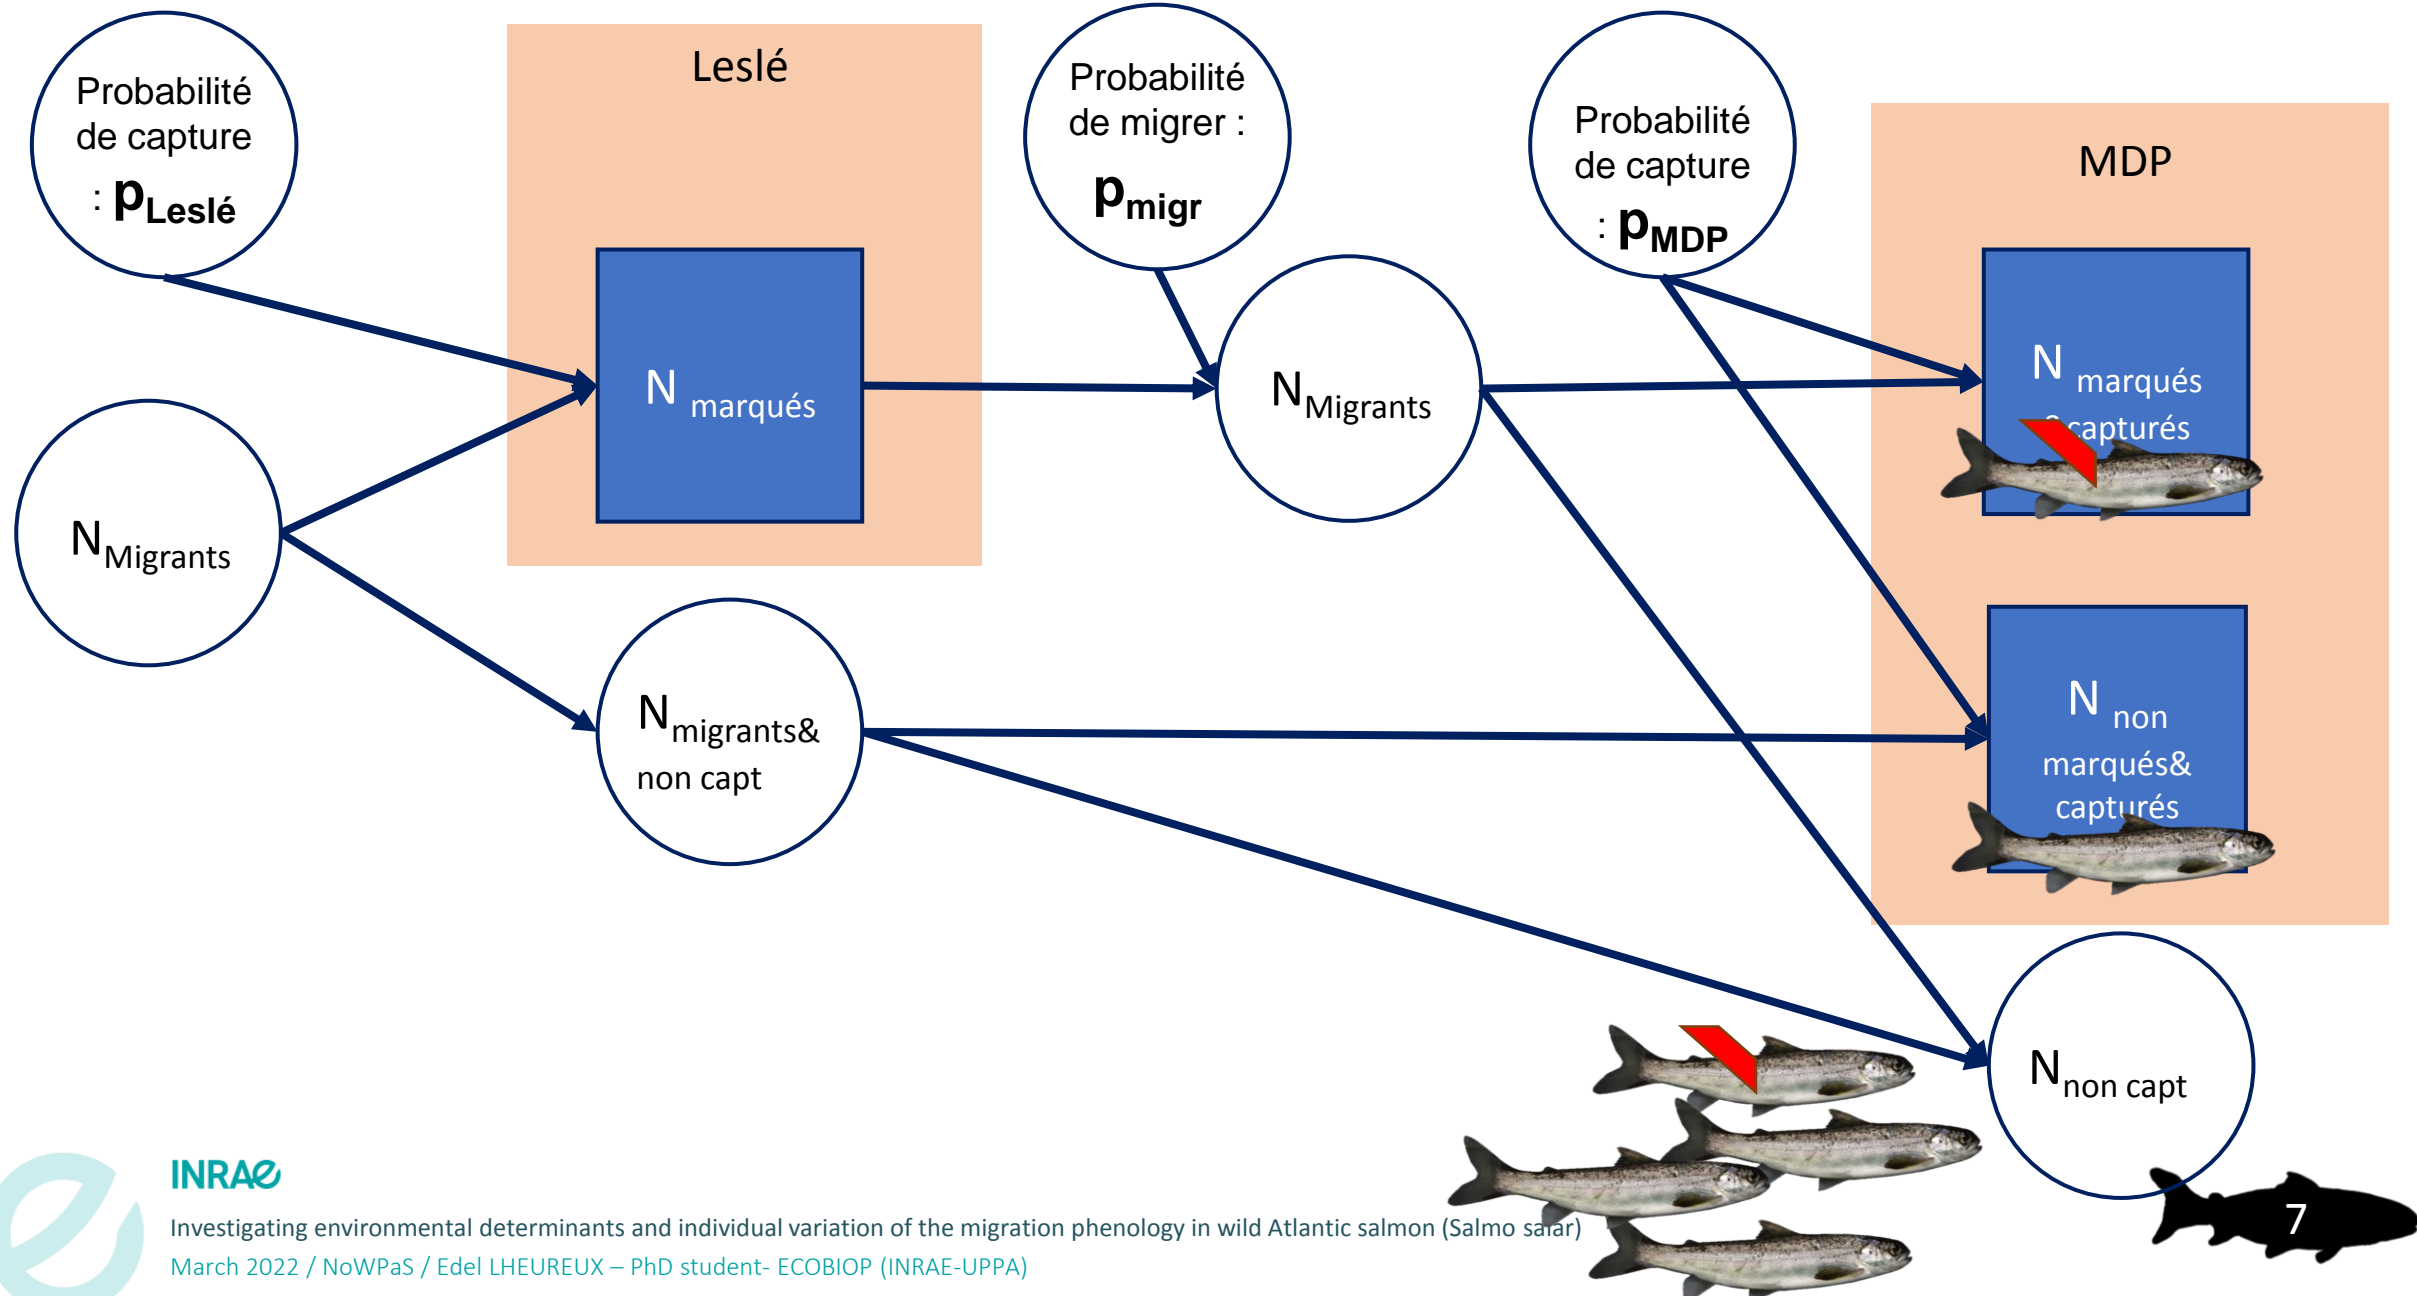 Probabilité
de capture
: pLeslé
Leslé
Probabilité
de migrer :
pmigr
Probabilité
de capture
: pMDP
MDP
N marqués
NMigrants
N marqués
capturés
NMigrants
Nmigrants&
non capt
N non
marqués&
capturés
Nnon capt
INRAE
Investigating environmental determinants and individual variation of the migration phenology in wild Atlantic salmon (Salmo salar)
March 2022 / NoWPaS / Edel LHEUREUX – PhD student- ECOBIOP (INRAE-UPPA)
7